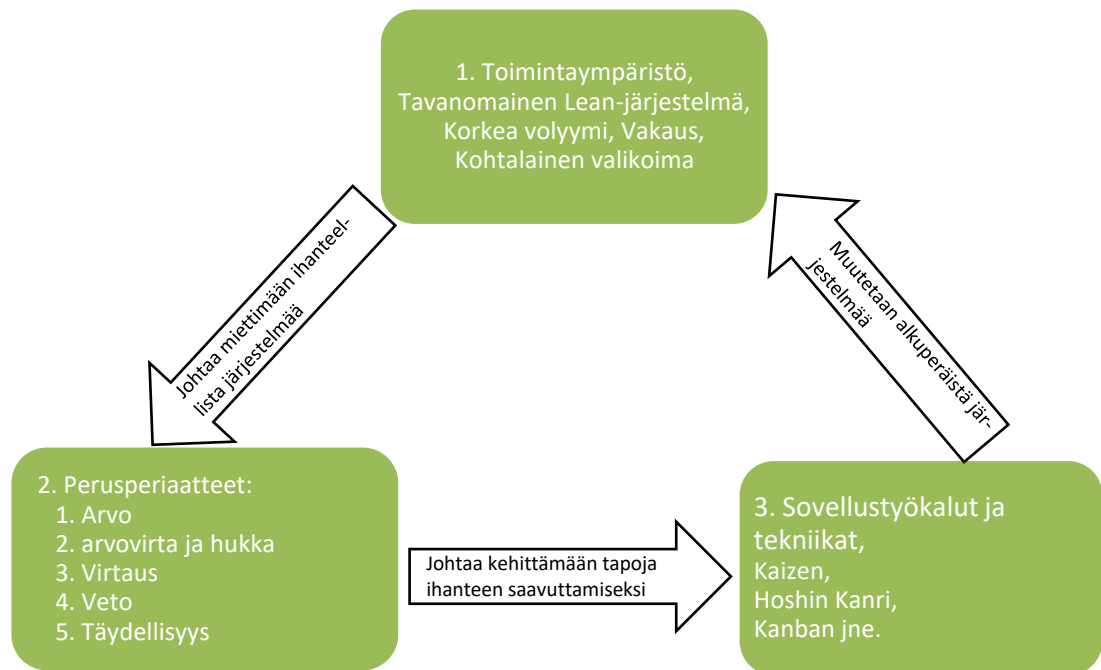 1. Toimintaympäristö,
Tavanomainen Lean-järjestelmä,
Korkea volyymi, Vakaus,
Kohtalainen valikoima
Johtaa miettimään ihanteel-
lista järjestelmää
Muutetaan alkuperäistä jär-
jestelmää
2. Perusperiaatteet:
1. Arvo
2. arvovirta ja hukka
3. Virtaus
4. Veto
5. Täydellisyys
Johtaa kehittämään tapoja
ihanteen saavuttamiseksi
3. Sovellustyökalut ja
tekniikat,
Kaizen,
Hoshin Kanri,
Kanban jne.